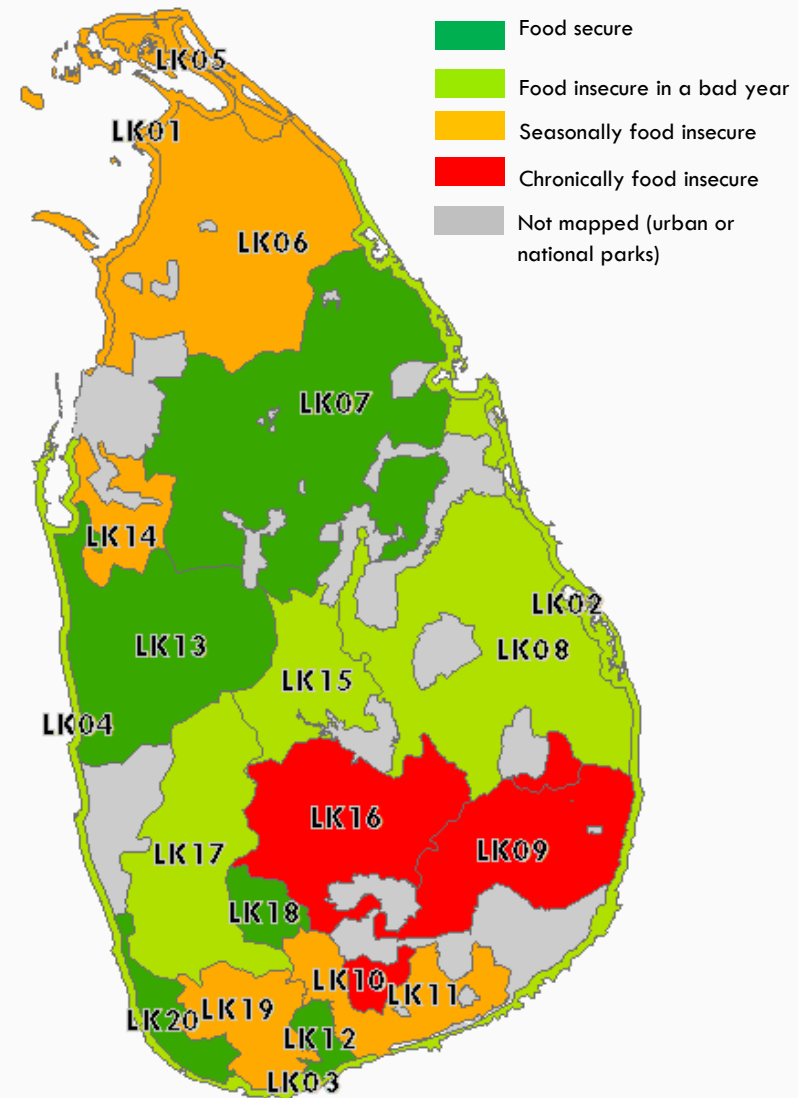 Food secure
Food insecure in a bad year
Seasonally food insecure
Chronically food insecure
Not mapped (urban or
national parks)
LK05
LK01
LK06
LK07
LK14
LK02
LK13
LK08
LK15
LK04
LK16
LK17
LK09
LK18
LK10
LK11
LK19
LK20
LK12
LK03